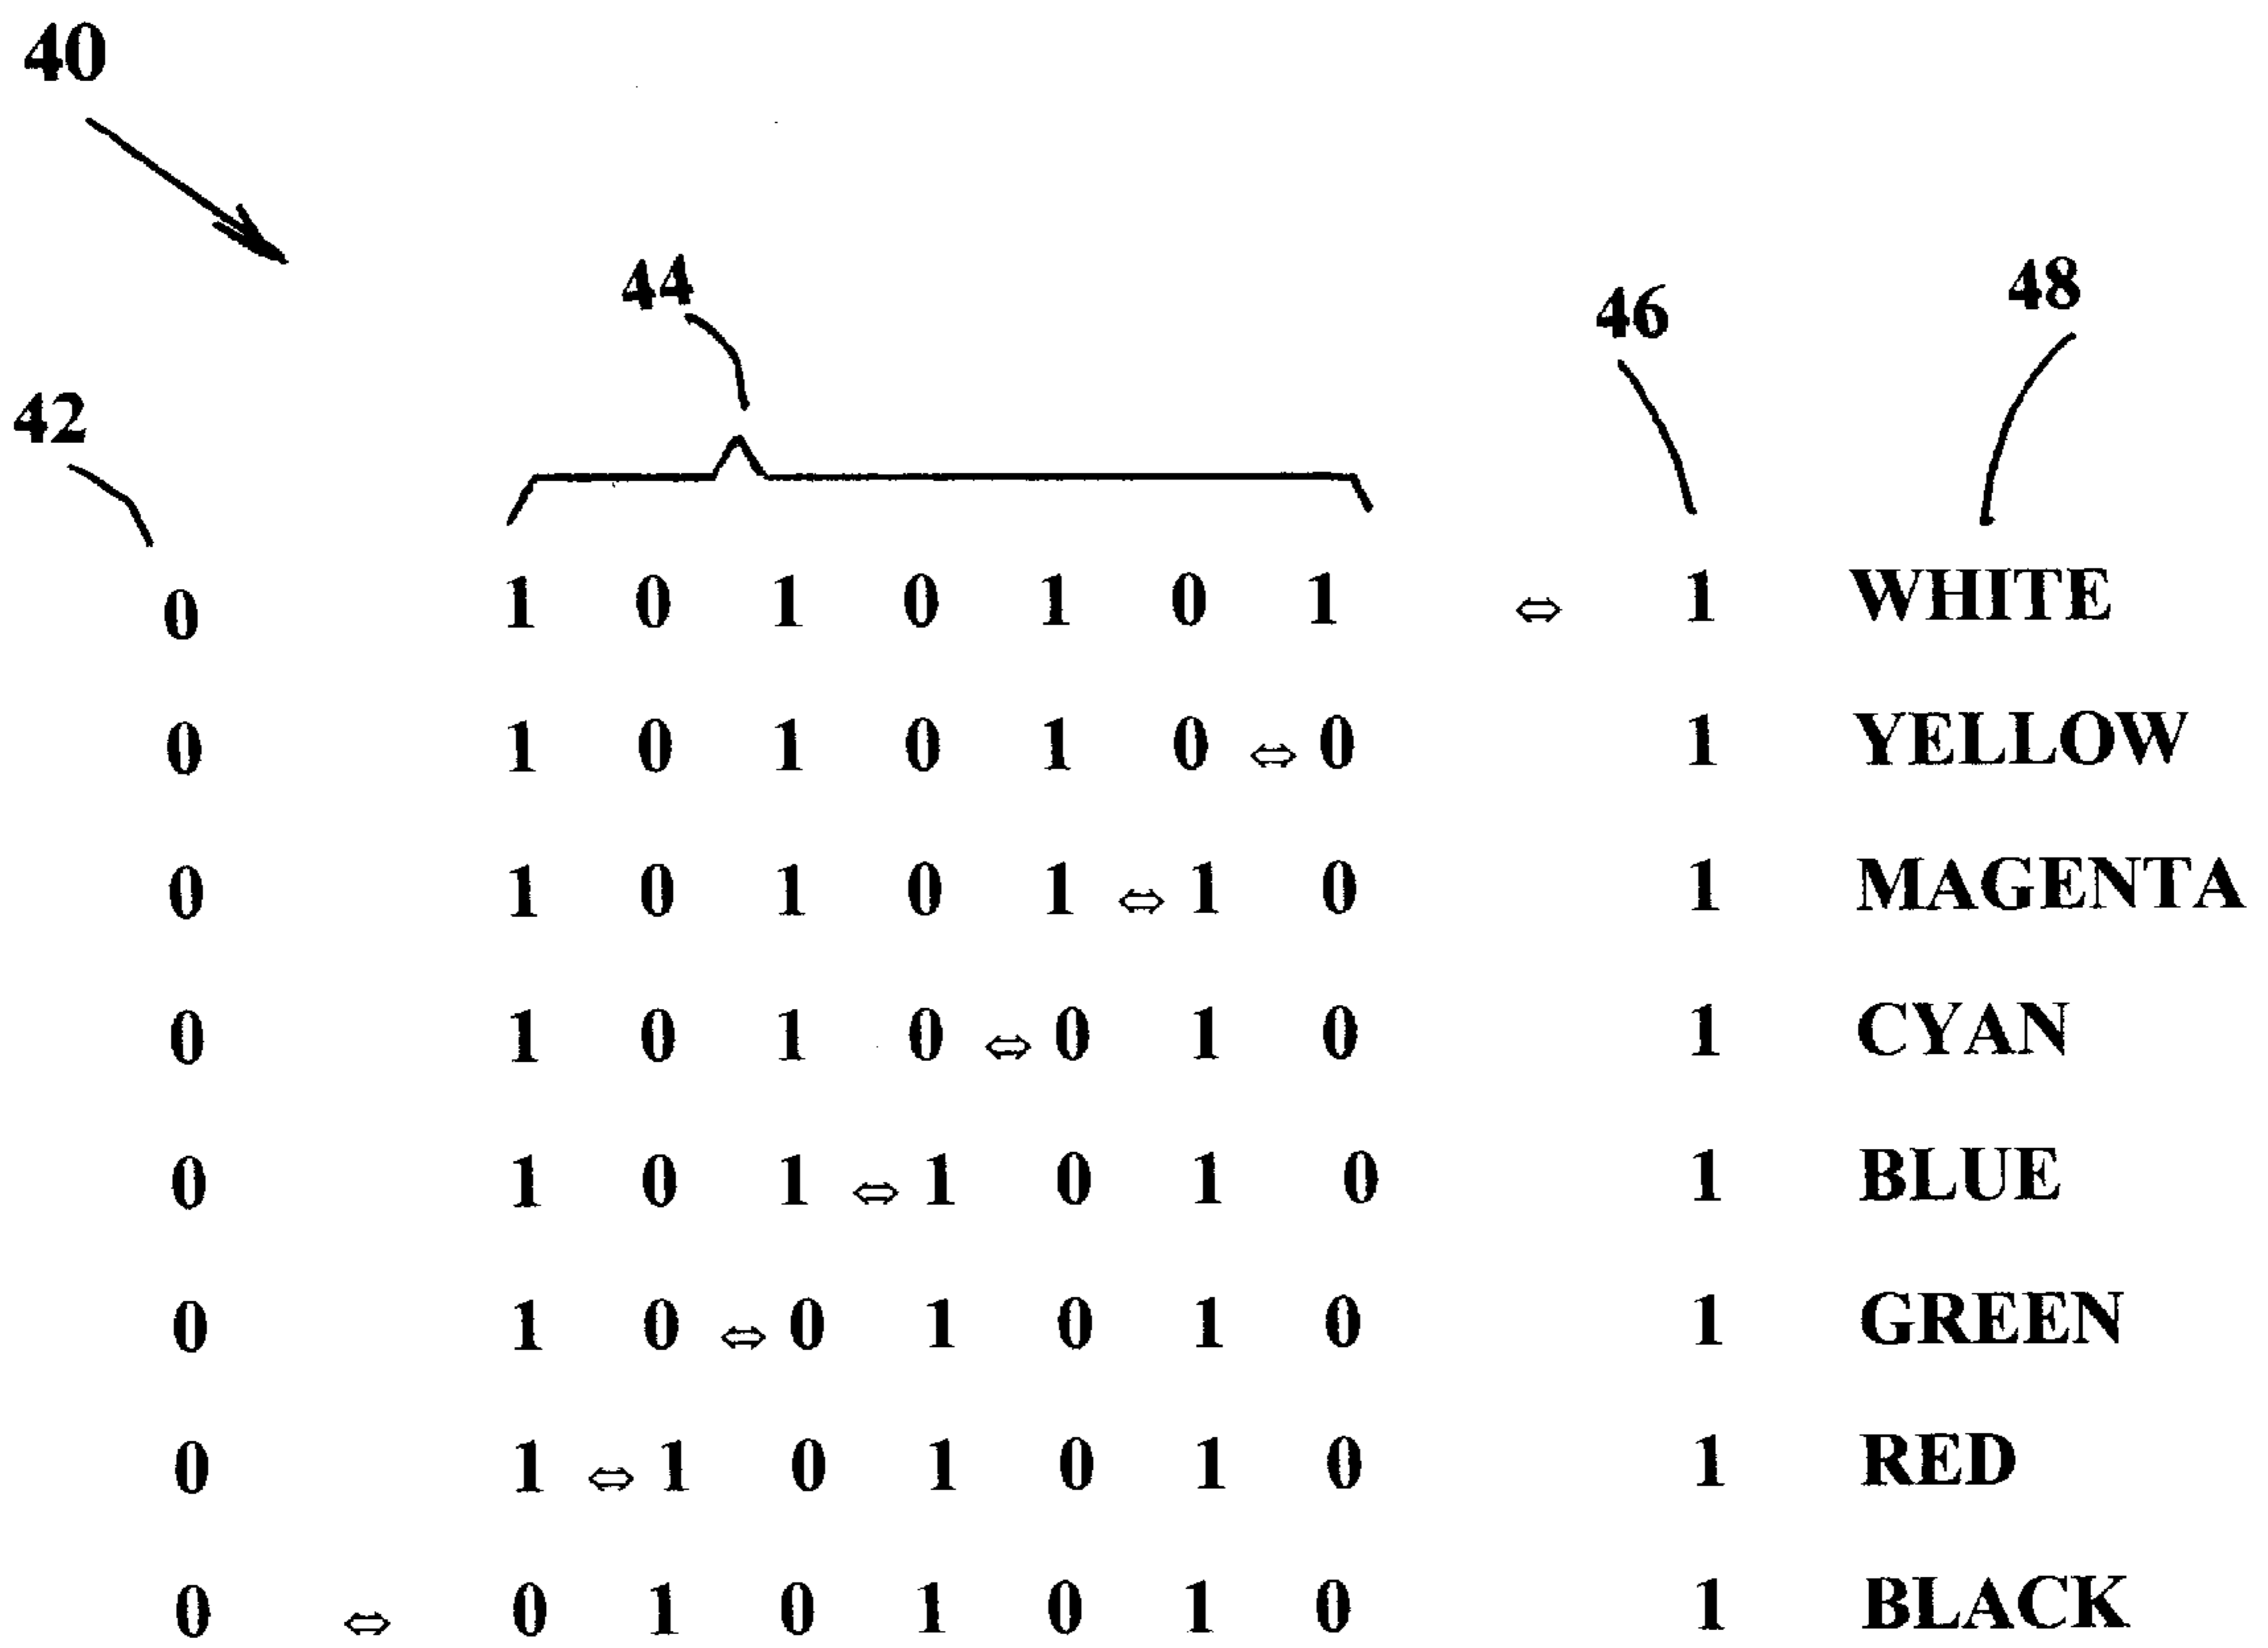 40
44
46 48
42
0 1 0 1 0 1 0 1 ⇔ 1 WHITE
0 1 0 1 0 1 0 ⇔ 0 1 YELLOW
0 1 0 1 0 1 ⇔ 1 0 1 MAGENTA
0 1 0 1 0 ⇔ 0 1 0 1 CYAN
0 1 0 1 ⇔ 1 0 1 0 1 BLUE
0 1 0 ⇔ 0 1 0 1 0 1 GREEN
0 1 ⇔ 1 0 1 0 1 0 1 RED
0 ⇔ 0 1 0 1 0 1 0 1 BLACK